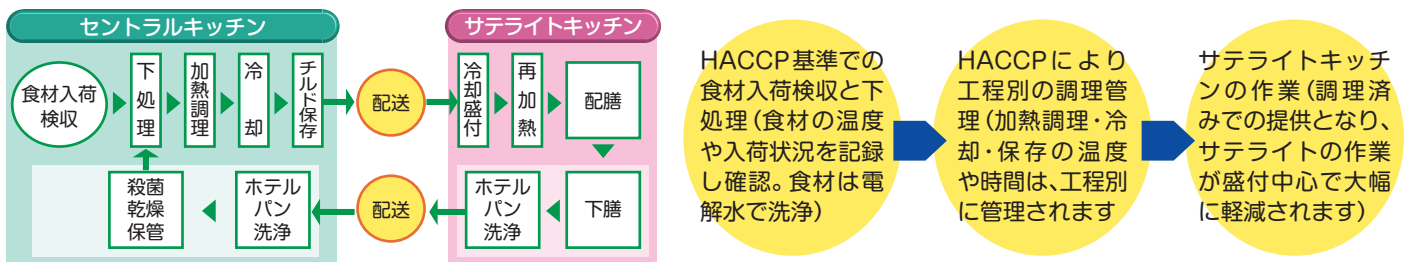 セントラルキッチン
サテライトキッチン
食材入荷
検収
下処理
加熱調理
冷却
チルド保存
配送
冷却盛付
再加熱
配膳
殺菌
乾燥
保管
ホテル
パン
洗浄
配送
ホテル
パン
洗浄
下膳
HACCP基準での
食材入荷検収と下
処理(食材の温度
や入荷状況を記録
し確認。食材は電
解水で洗浄)
HACCPにより
工程別の調理管
理(加熱調理・冷
却・保存の温度
や時間は、工程別
に管理されます
サテライトキッチ
ンの作業(調理済
みでの提供となり、
サテライトの作業
が盛付中心で大幅
に軽減されます)